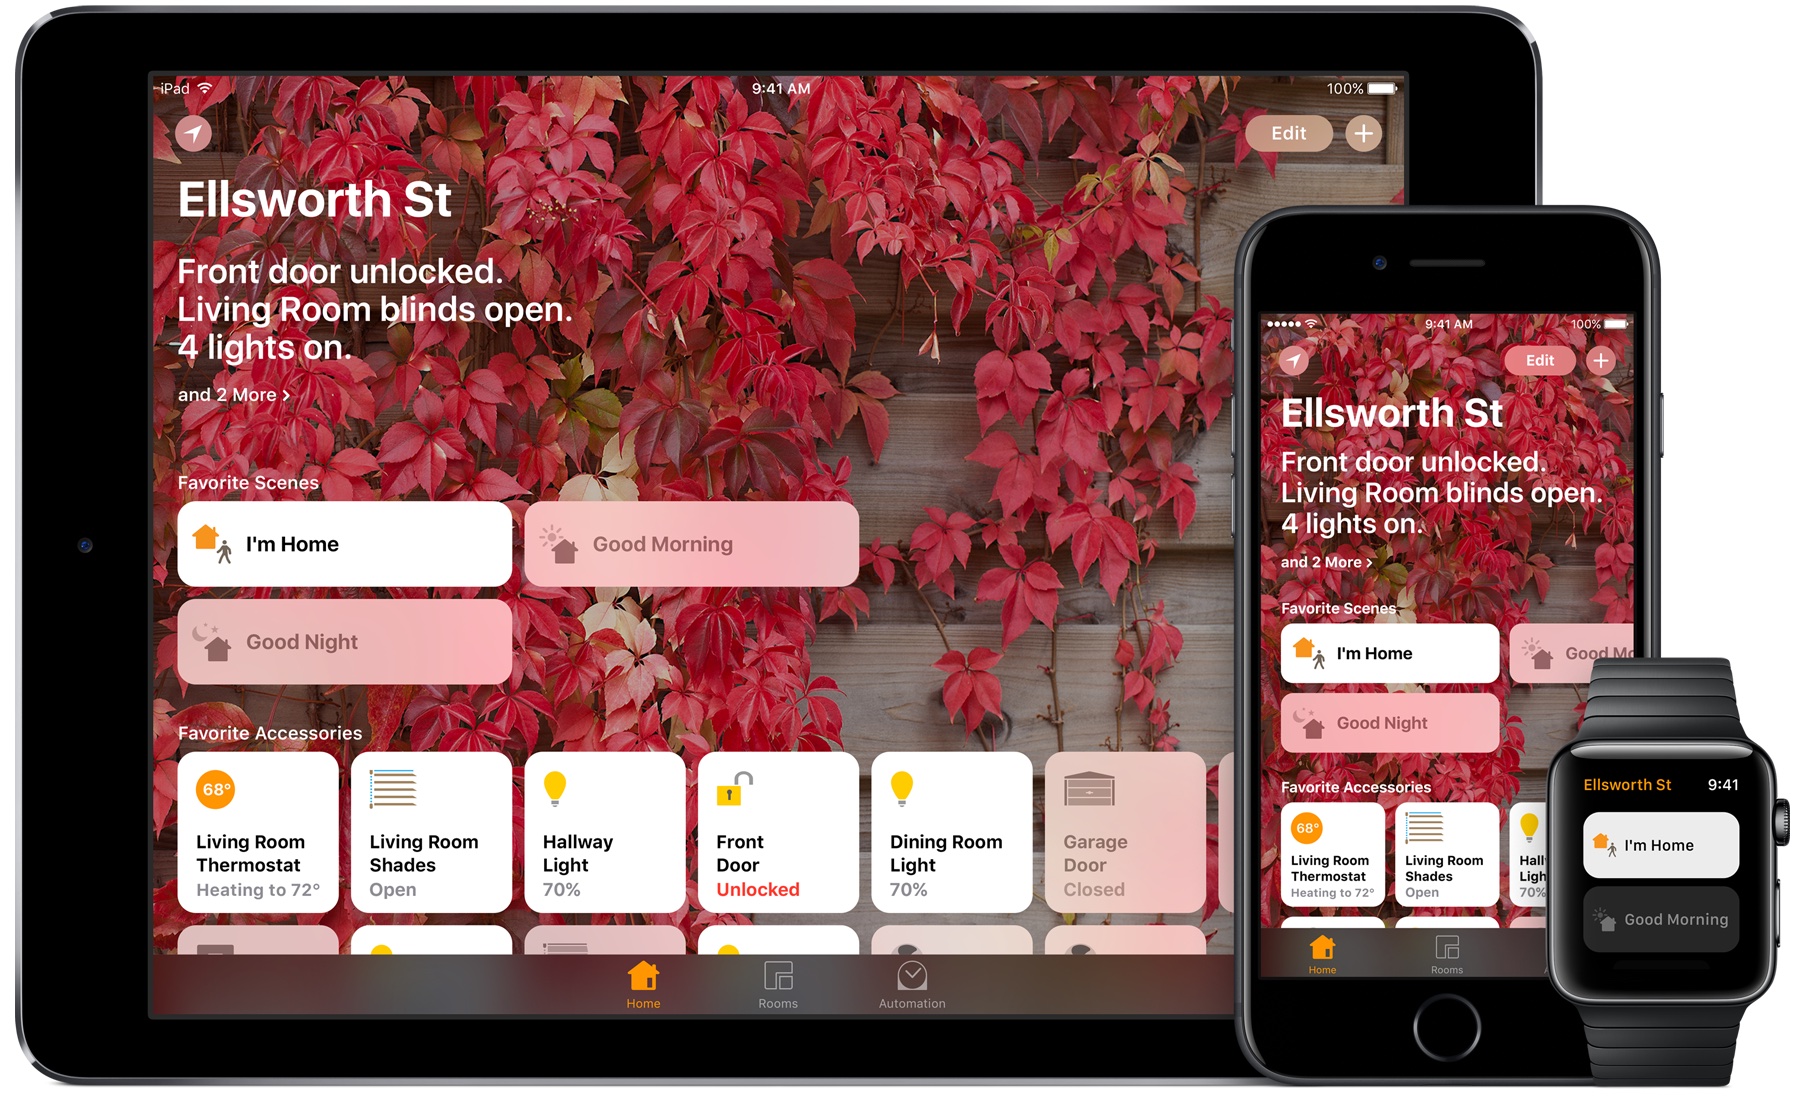 iPad
9:41 AM
100%
Edit
Ellsworth St
Front door unlocked.
Living Room blinds open.
4 lights on.
and 2 More
Favorite Scenes
I'm Home
Good Morning
Good Night
Favorite Accessories
68°
Living Room
Thermostat
Heating to 72°
Living Room
Shades
Open
Hallway
Light
70%
Front
Door
Unlocked
Dining Room
Light
70%
Garage
Door
Closed
Home
Rooms
Automation
9:41 AM
100%
Edit
Ellsworth St
Front door unlocked.
Living Room blinds open.
4 lights on.
and 2 More
Favorite Scenes
I'm Home
Good Mo
Good Night
Favorite Accessories
68°
Living Room
Thermostat
Heating to 72°
Living Room
Shades
Open
Hall
Ligh
70%
Home
Rooms
Ellsworth St
9:41
I'm Home
Good Morning